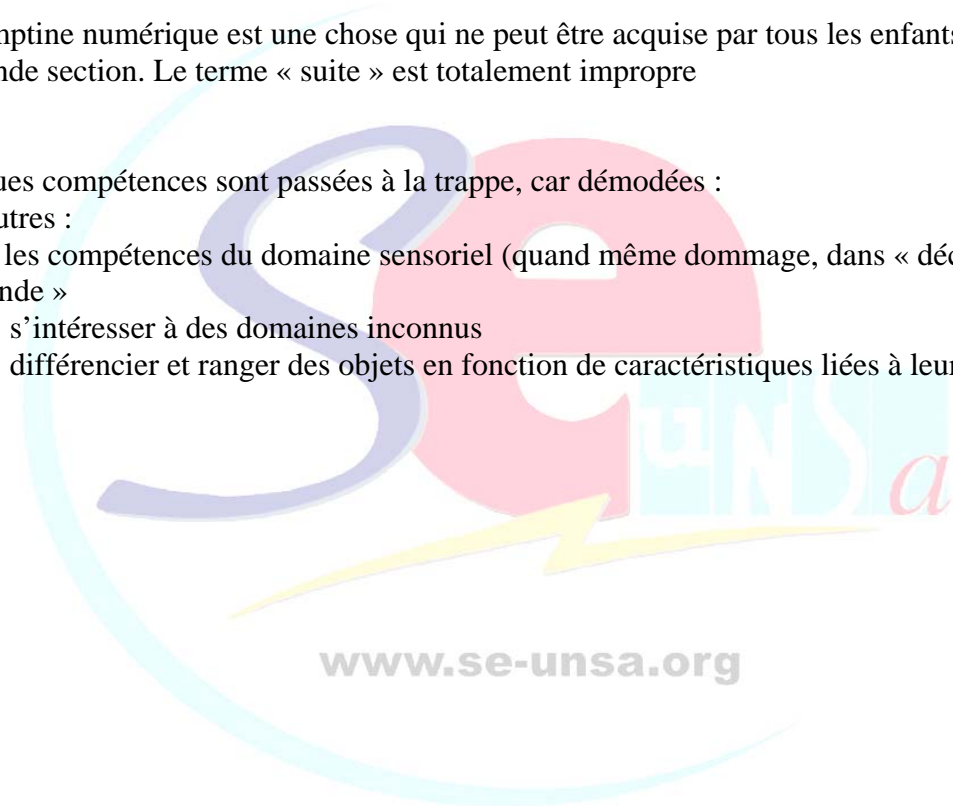 mptine numérique est une chose qui ne peut être acquise par tous les enfants
nde section. Le terme « suite » est totalement impropre
ues compétences sont passées à la trappe, car démodées :
utres :
les compétences du domaine sensoriel (quand même dommage, dans « déc
nde »
s’intéresser à des domaines inconnus
différencier et ranger des objets en fonction de caractéristiques liées à leur
Se
UNSa
www.se-unsa.org